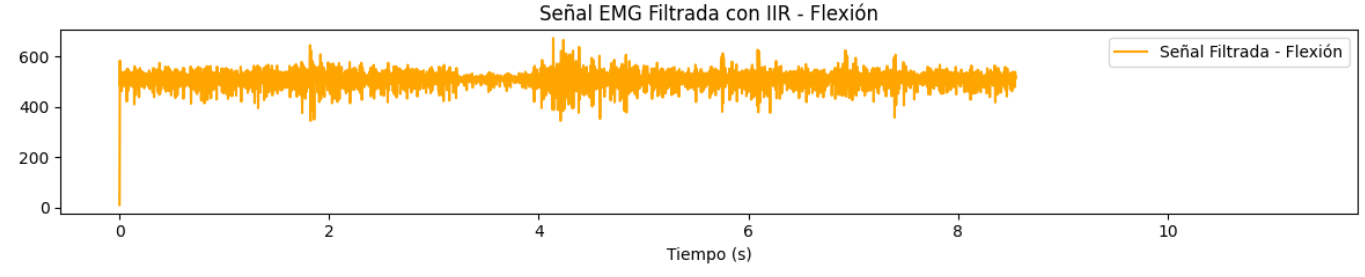 Señal EMG Filtrada con IIR - Flexión
Señal Filtrada - Flexión
600
400
200
0
0 2 4 6 8 10
Tiempo (s)